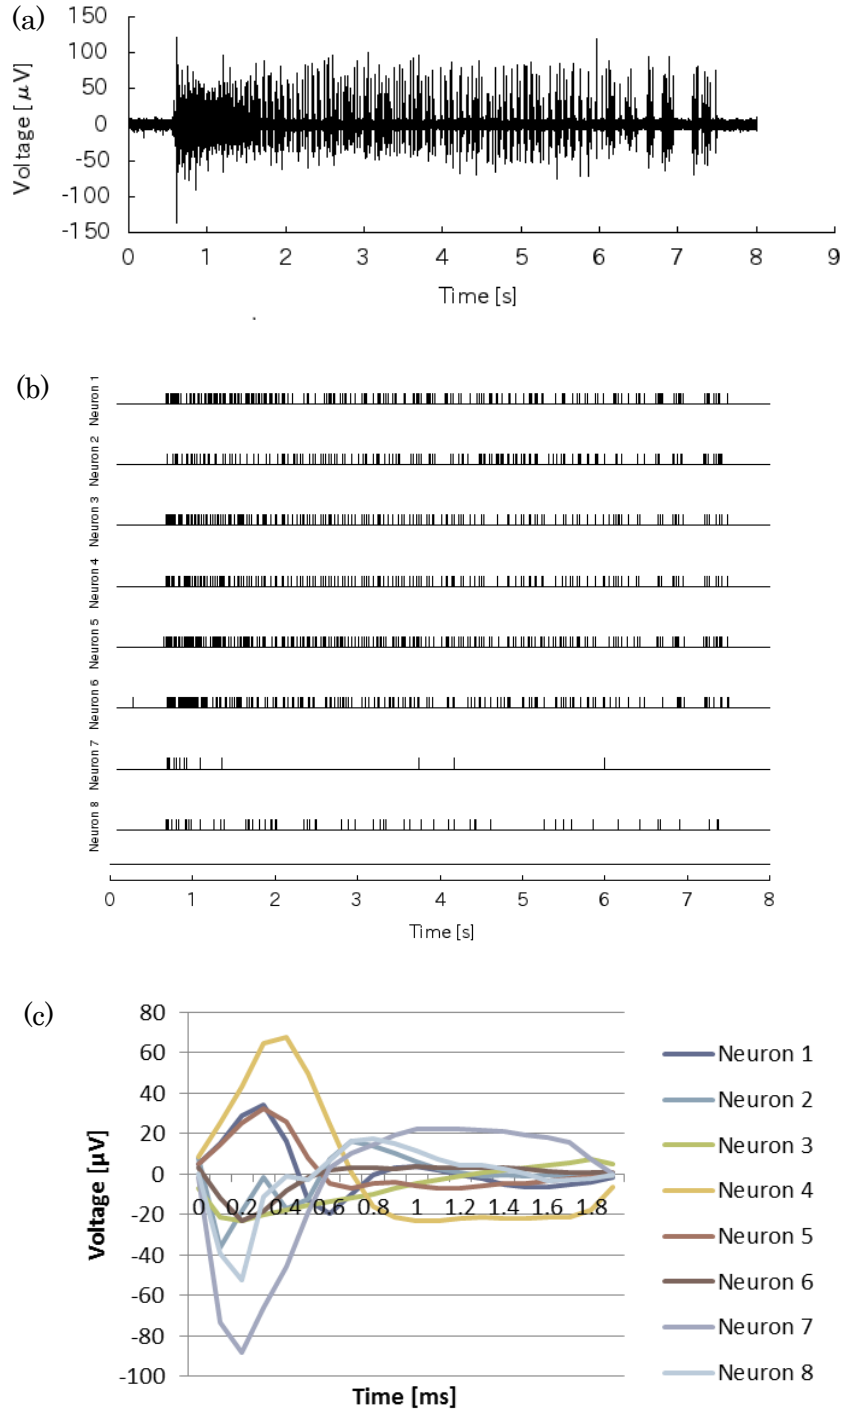 (a)
150
100
50
0
-50
-100
-150
Voltage [μV]
0 1 2 3 4 5 6 7 8 9
Time [s]
(b)
Neuron 1
Neuron 2
Neuron 3
Neuron 4
Neuron 5
Neuron 6
Neuron 7
Neuron 8
0 1 2 3 4 5 6 7 8
Time [s]
(c)
80
60
40
20
0
-20
-40
-60
-80
-100
Voltage [μV]
0 0.2 0.4 0.6 0.8 1 1.2 1.4 1.6 1.8
Time [ms]
Neuron 1
Neuron 2
Neuron 3
Neuron 4
Neuron 5
Neuron 6
Neuron 7
Neuron 8